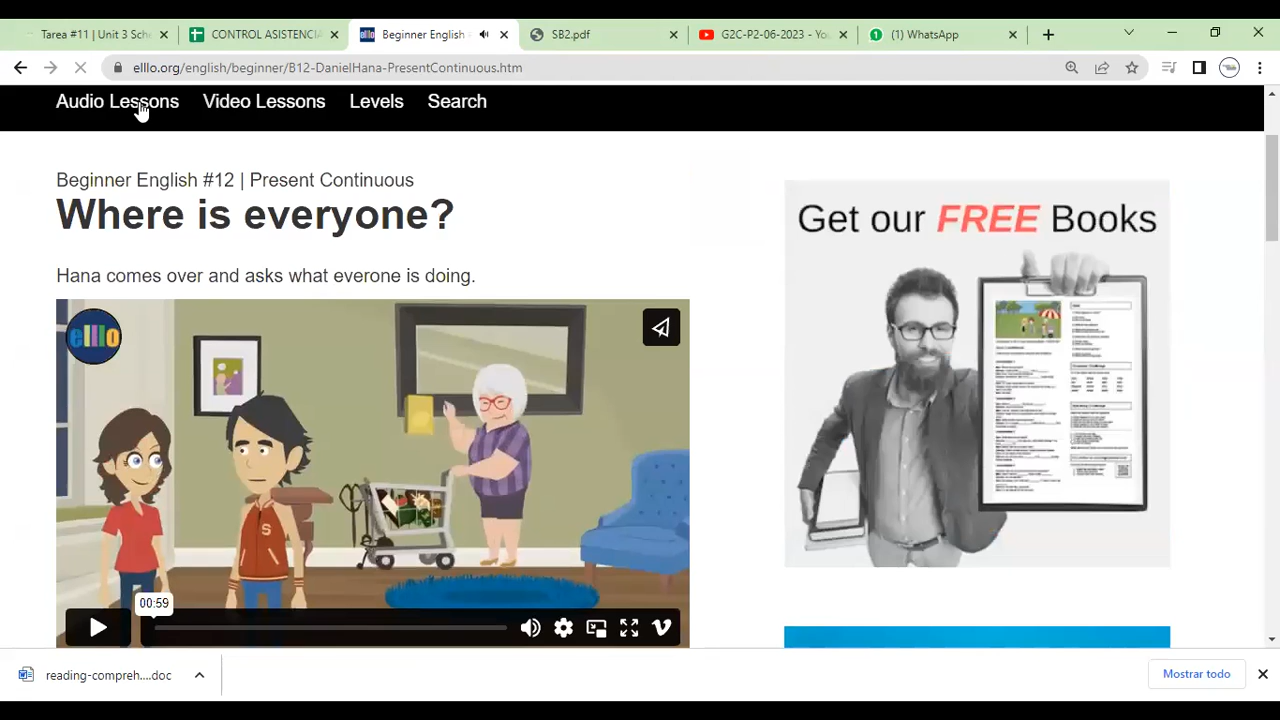 Tarea #11 | Unit 3 Sche
CONTROL ASISTENCIA
Beginner English -
SB2.pdf
G2C-P2-06-2023 - You
(1) WhatsApp
elllo.org/english/beginner/B12-DanielHana-PresentContinuous.htm
Audio Lessons Video Lessons Levels Search
Beginner English #12 | Present Continuous
Where is everyone?
Hana comes over and asks what everone is doing.
elllo
S
00:59
Get our FREE Books
reading-compreh....doc
Mostrar todo